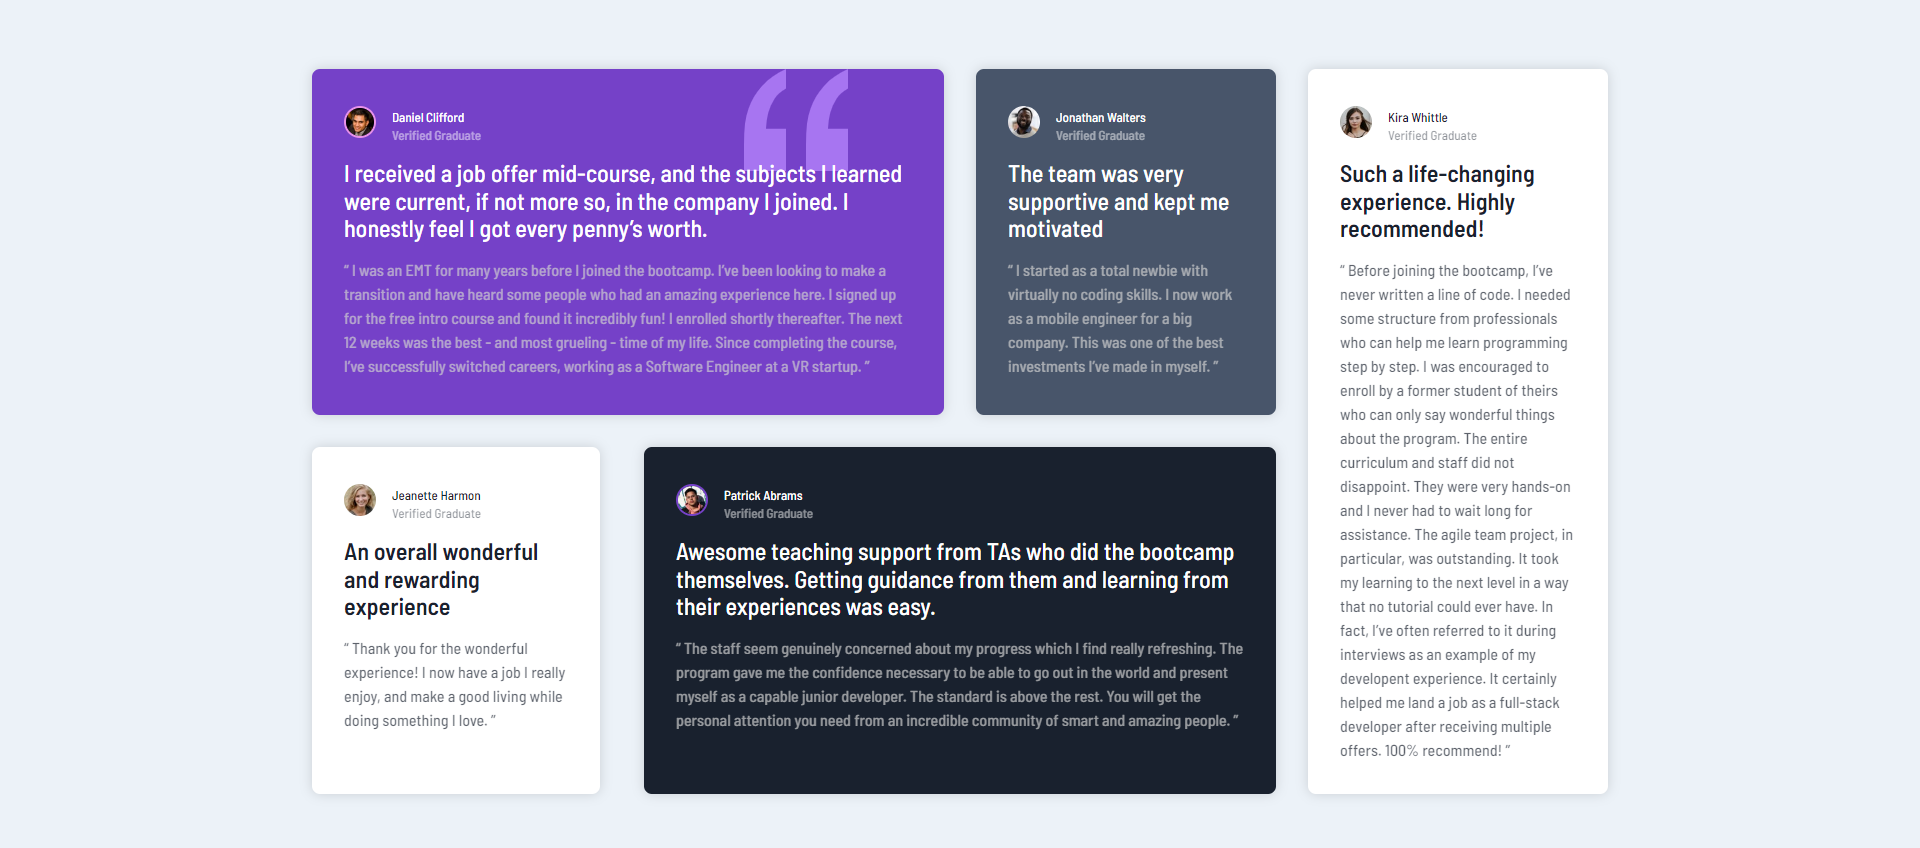 Daniel Clifford
Verified Graduate
I received a job offer mid-course, and the subjects I learned
were current, if not more so, in the company I joined. I
honestly feel I got every penny’s worth.
“ I was an EMT for many years before I joined the bootcamp. I’ve been looking to make a
transition and have heard some people who had an amazing experience here. I signed up
for the free intro course and found it incredibly fun! I enrolled shortly thereafter. The next
12 weeks was the best - and most grueling - time of my life. Since completing the course,
I’ve successfully switched careers, working as a Software Engineer at a VR startup. ”
Jonathan Walters
Verified Graduate
The team was very
supportive and kept me
motivated
“ I started as a total newbie with
virtually no coding skills. I now work
as a mobile engineer for a big
company. This was one of the best
investments I’ve made in myself. ”
Kira Whittle
Verified Graduate
Such a life-changing
experience. Highly
recommended!
“ Before joining the bootcamp, I’ve
never written a line of code. I needed
some structure from professionals
who can help me learn programming
step by step. I was encouraged to
enroll by a former student of theirs
who can only say wonderful things
about the program. The entire
curriculum and staff did not
disappoint. They were very hands-on
and I never had to wait long for
assistance. The agile team project, in
particular, was outstanding. It took
my learning to the next level in a way
that no tutorial could ever have. In
fact, I’ve often referred to it during
interviews as an example of my
developent experience. It certainly
helped me land a job as a full-stack
developer after receiving multiple
offers. 100% recommend! ”
Jeanette Harmon
Verified Graduate
An overall wonderful
and rewarding
experience
“ Thank you for the wonderful
experience! I now have a job I really
enjoy, and make a good living while
doing something I love. ”
Patrick Abrams
Verified Graduate
Awesome teaching support from TAs who did the bootcamp
themselves. Getting guidance from them and learning from
their experiences was easy.
“ The staff seem genuinely concerned about my progress which I find really refreshing. The
program gave me the confidence necessary to be able to go out in the world and present
myself as a capable junior developer. The standard is above the rest. You will get the
personal attention you need from an incredible community of smart and amazing people. ”